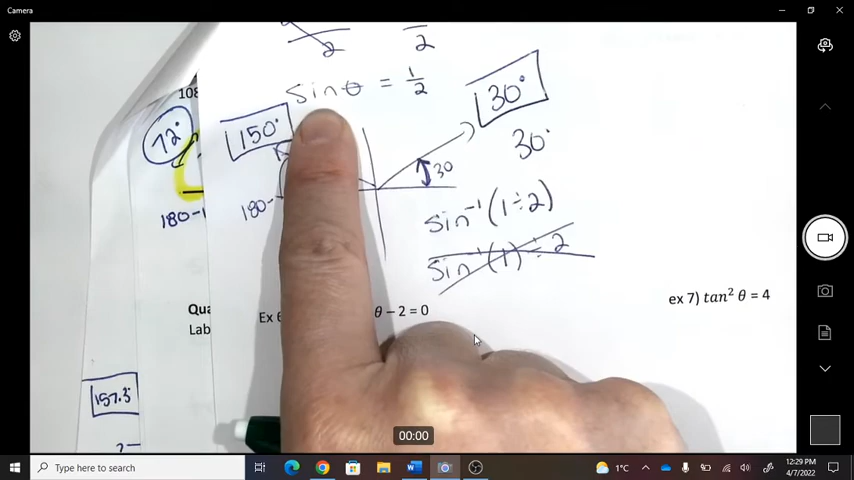 Camera
2
2
sin θ = 1/2
108
72°
150°
30°
30°
30
180-
180-
sin⁻¹(1÷2)
sin⁻¹(1)÷2
Qua
Ex
θ − 2 = 0
ex 7) tan² θ = 4
Label
157.3°
00:00
Type here to search
1°C
12:29 PM
4/7/2022